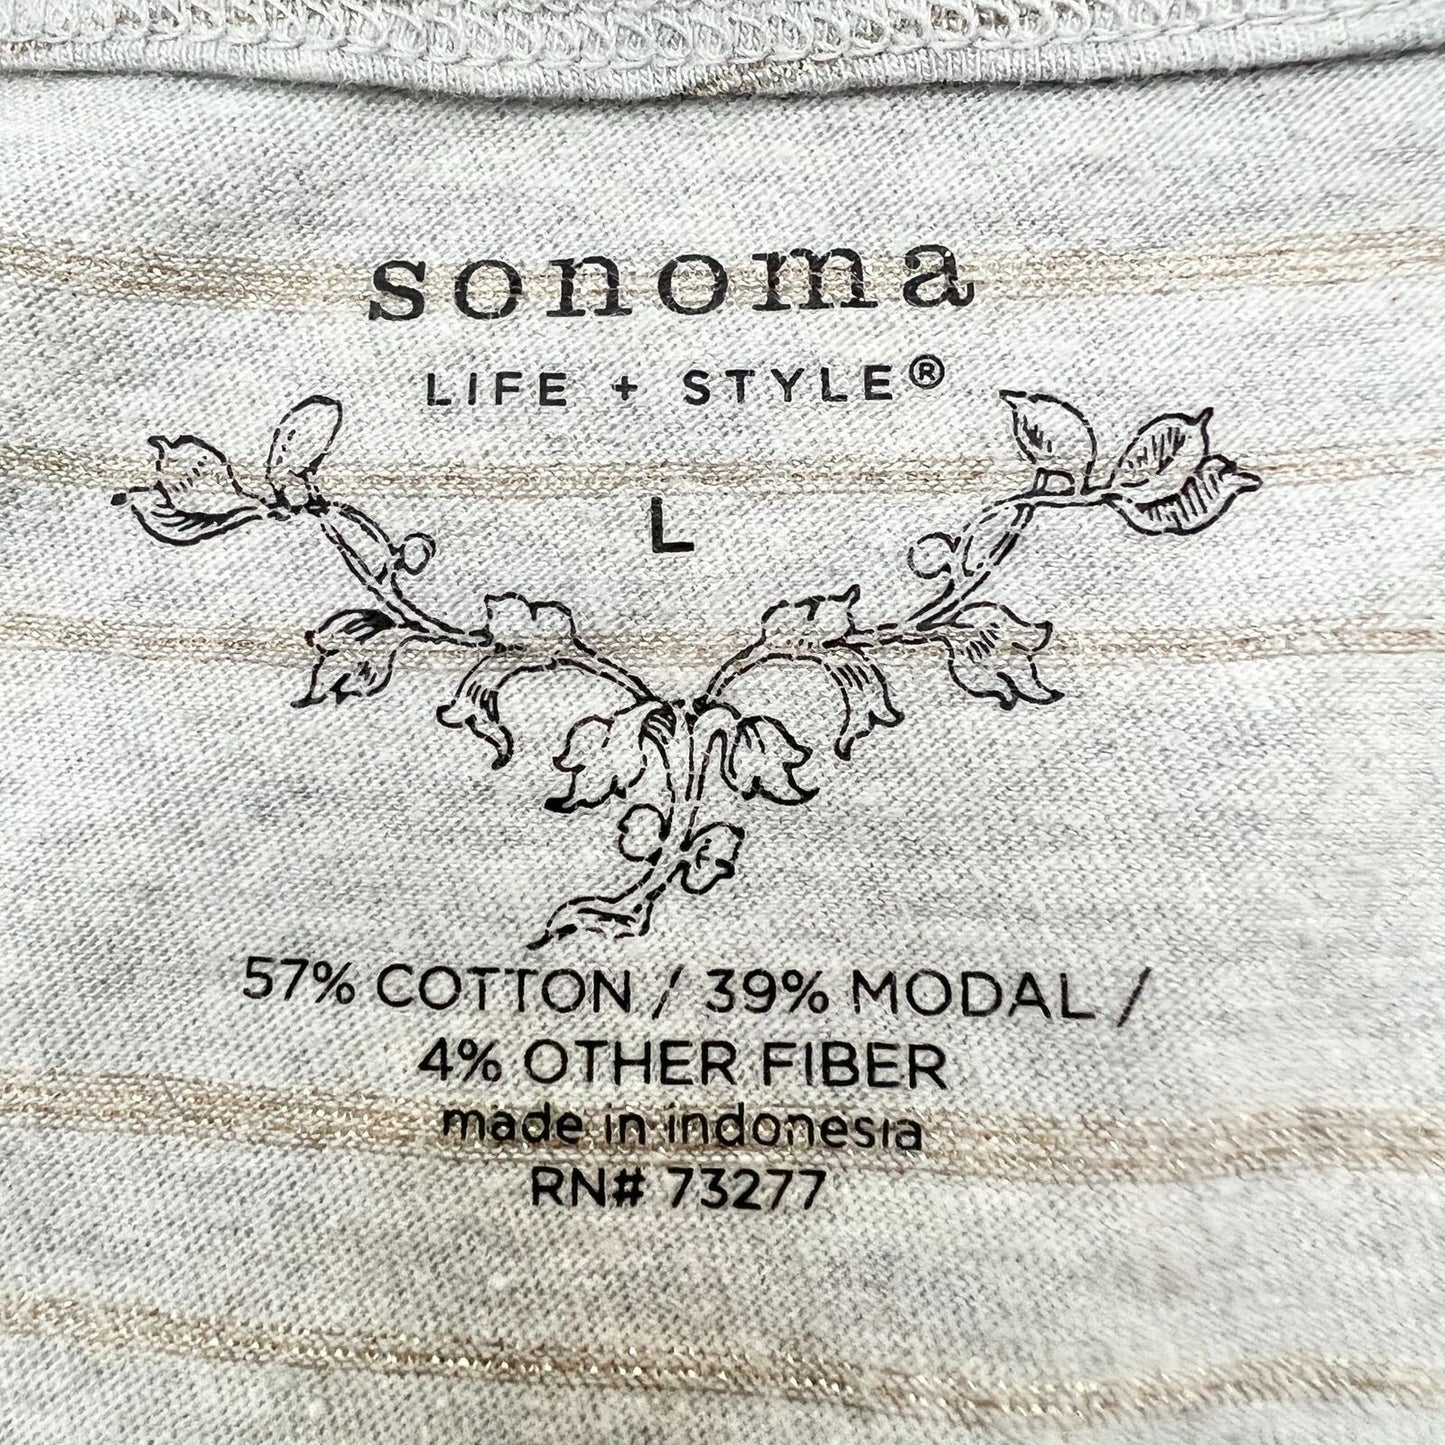 sonoma
LIFE + STYLE®
L
57% COTTON / 39% MODAL /
4% OTHER FIBER
made in indonesia
RN# 73277